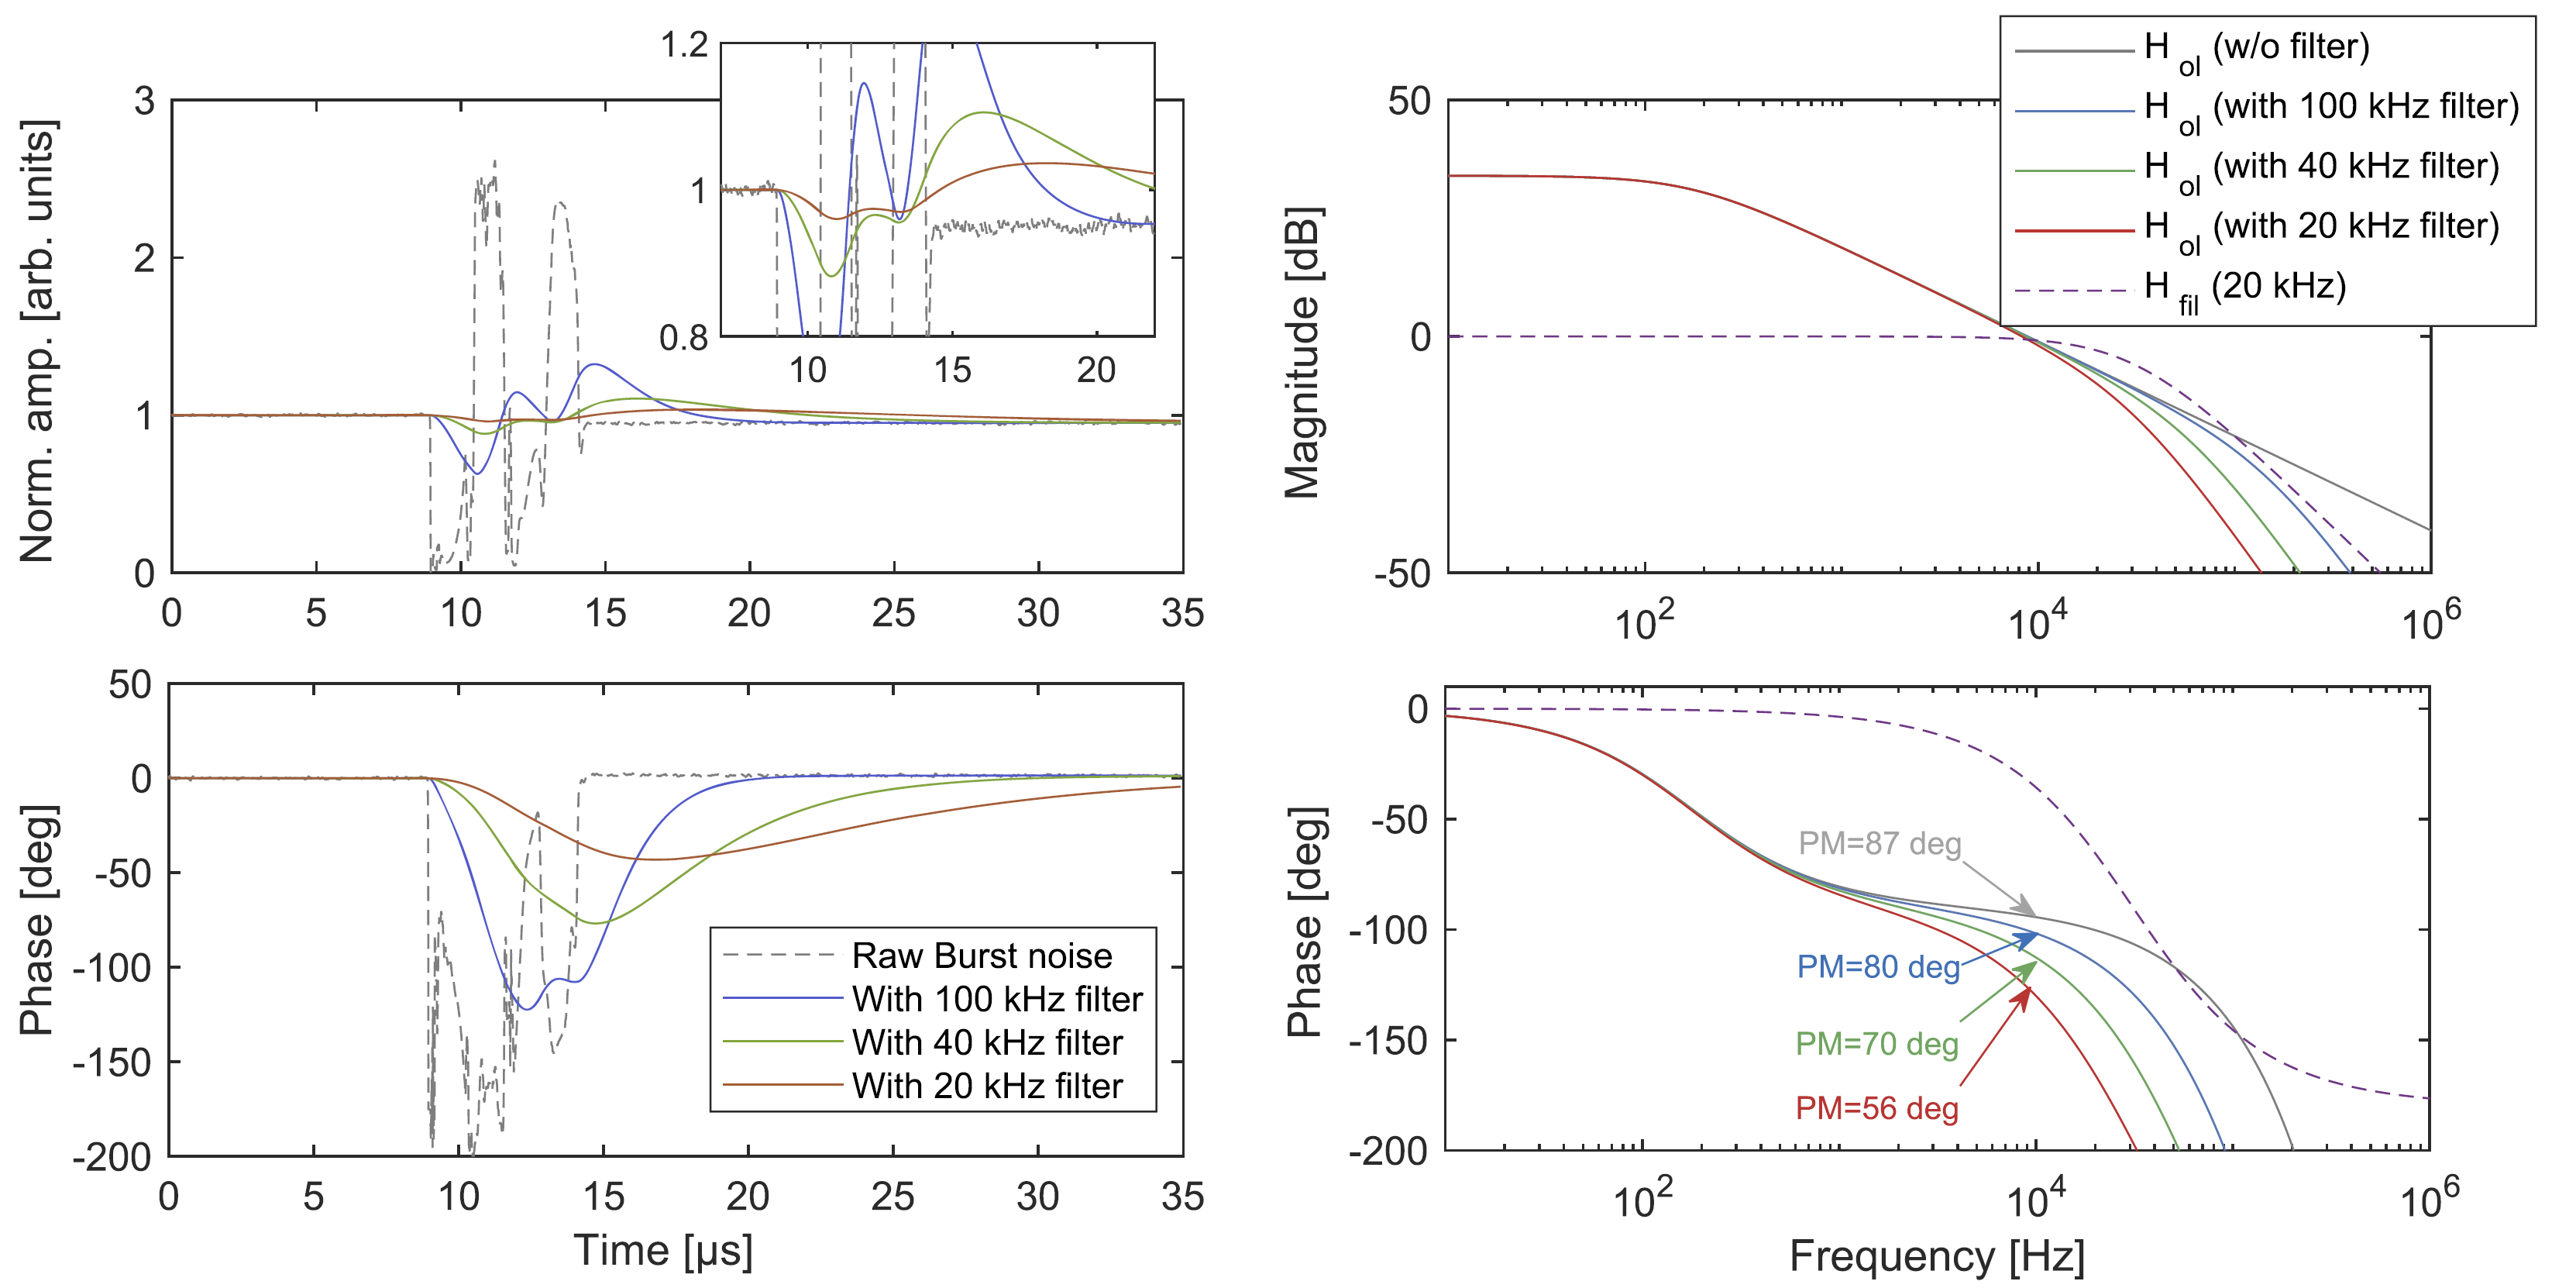 Norm. amp. [arb. units]
3
2
1
0
0 5 10 15 20 25 30 35
1.2
1
0.8
10 15 20
Magnitude [dB]
50
0
-50
10^2 10^4 10^6
H_ol (w/o filter)
H_ol (with 100 kHz filter)
H_ol (with 40 kHz filter)
H_ol (with 20 kHz filter)
H_fil (20 kHz)
Phase [deg]
50
0
-50
-100
-150
-200
0 5 10 15 20 25 30 35
Time [µs]
Raw Burst noise
With 100 kHz filter
With 40 kHz filter
With 20 kHz filter
Phase [deg]
0
-50
-100
-150
-200
PM=87 deg
PM=80 deg
PM=70 deg
PM=56 deg
10^2 10^4 10^6
Frequency [Hz]